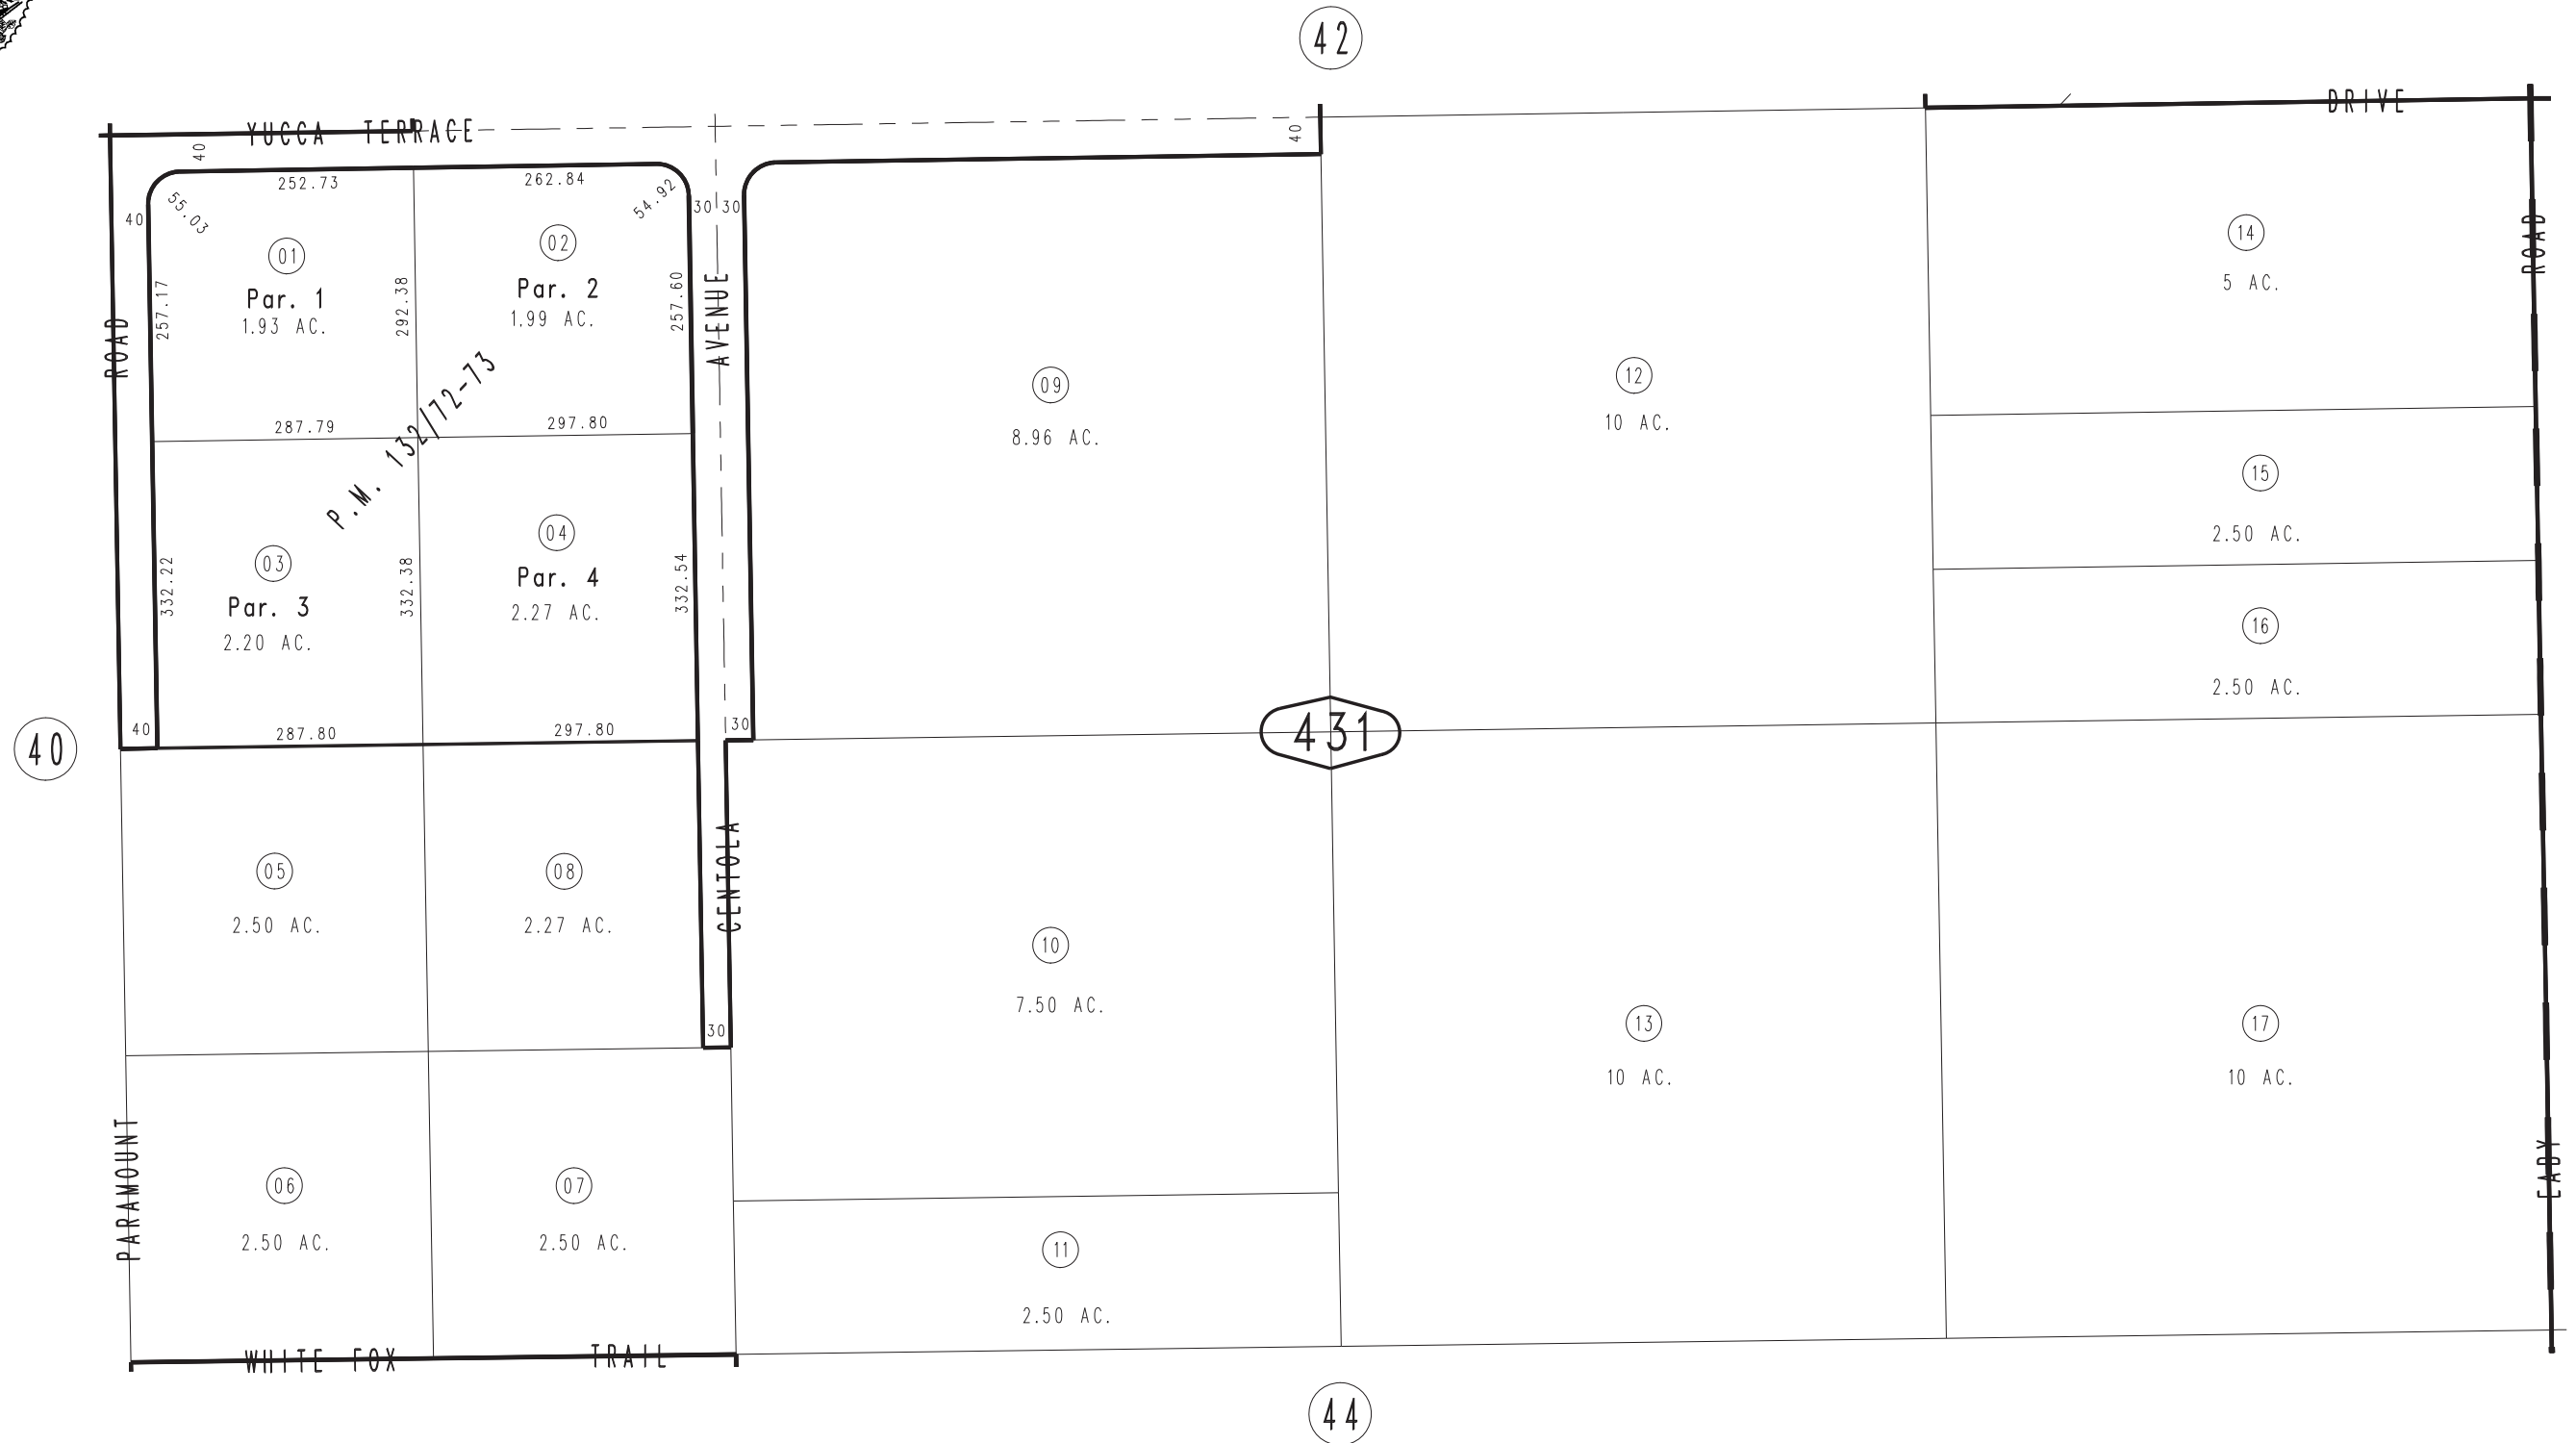 42
YUCCA TERRACE
DRIVE
40
40
252.73
262.84
55.03
54.92
40
30 30
01
Par. 1
1.93 AC.
02
Par. 2
1.99 AC.
257.17
292.38
257.60
ROAD
AVENUE
09
8.96 AC.
12
10 AC.
14
5 AC.
ROAD
287.79
297.80
P.M. 132/72-73
15
2.50 AC.
03
Par. 3
2.20 AC.
04
Par. 4
2.27 AC.
332.22
332.38
332.54
16
2.50 AC.
40
40
287.80
297.80
30
431
05
2.50 AC.
08
2.27 AC.
CENTOLA
10
7.50 AC.
13
10 AC.
17
10 AC.
30
PARAMOUNT
06
2.50 AC.
07
2.50 AC.
11
2.50 AC.
EADY
WHITE FOX TRAIL
44